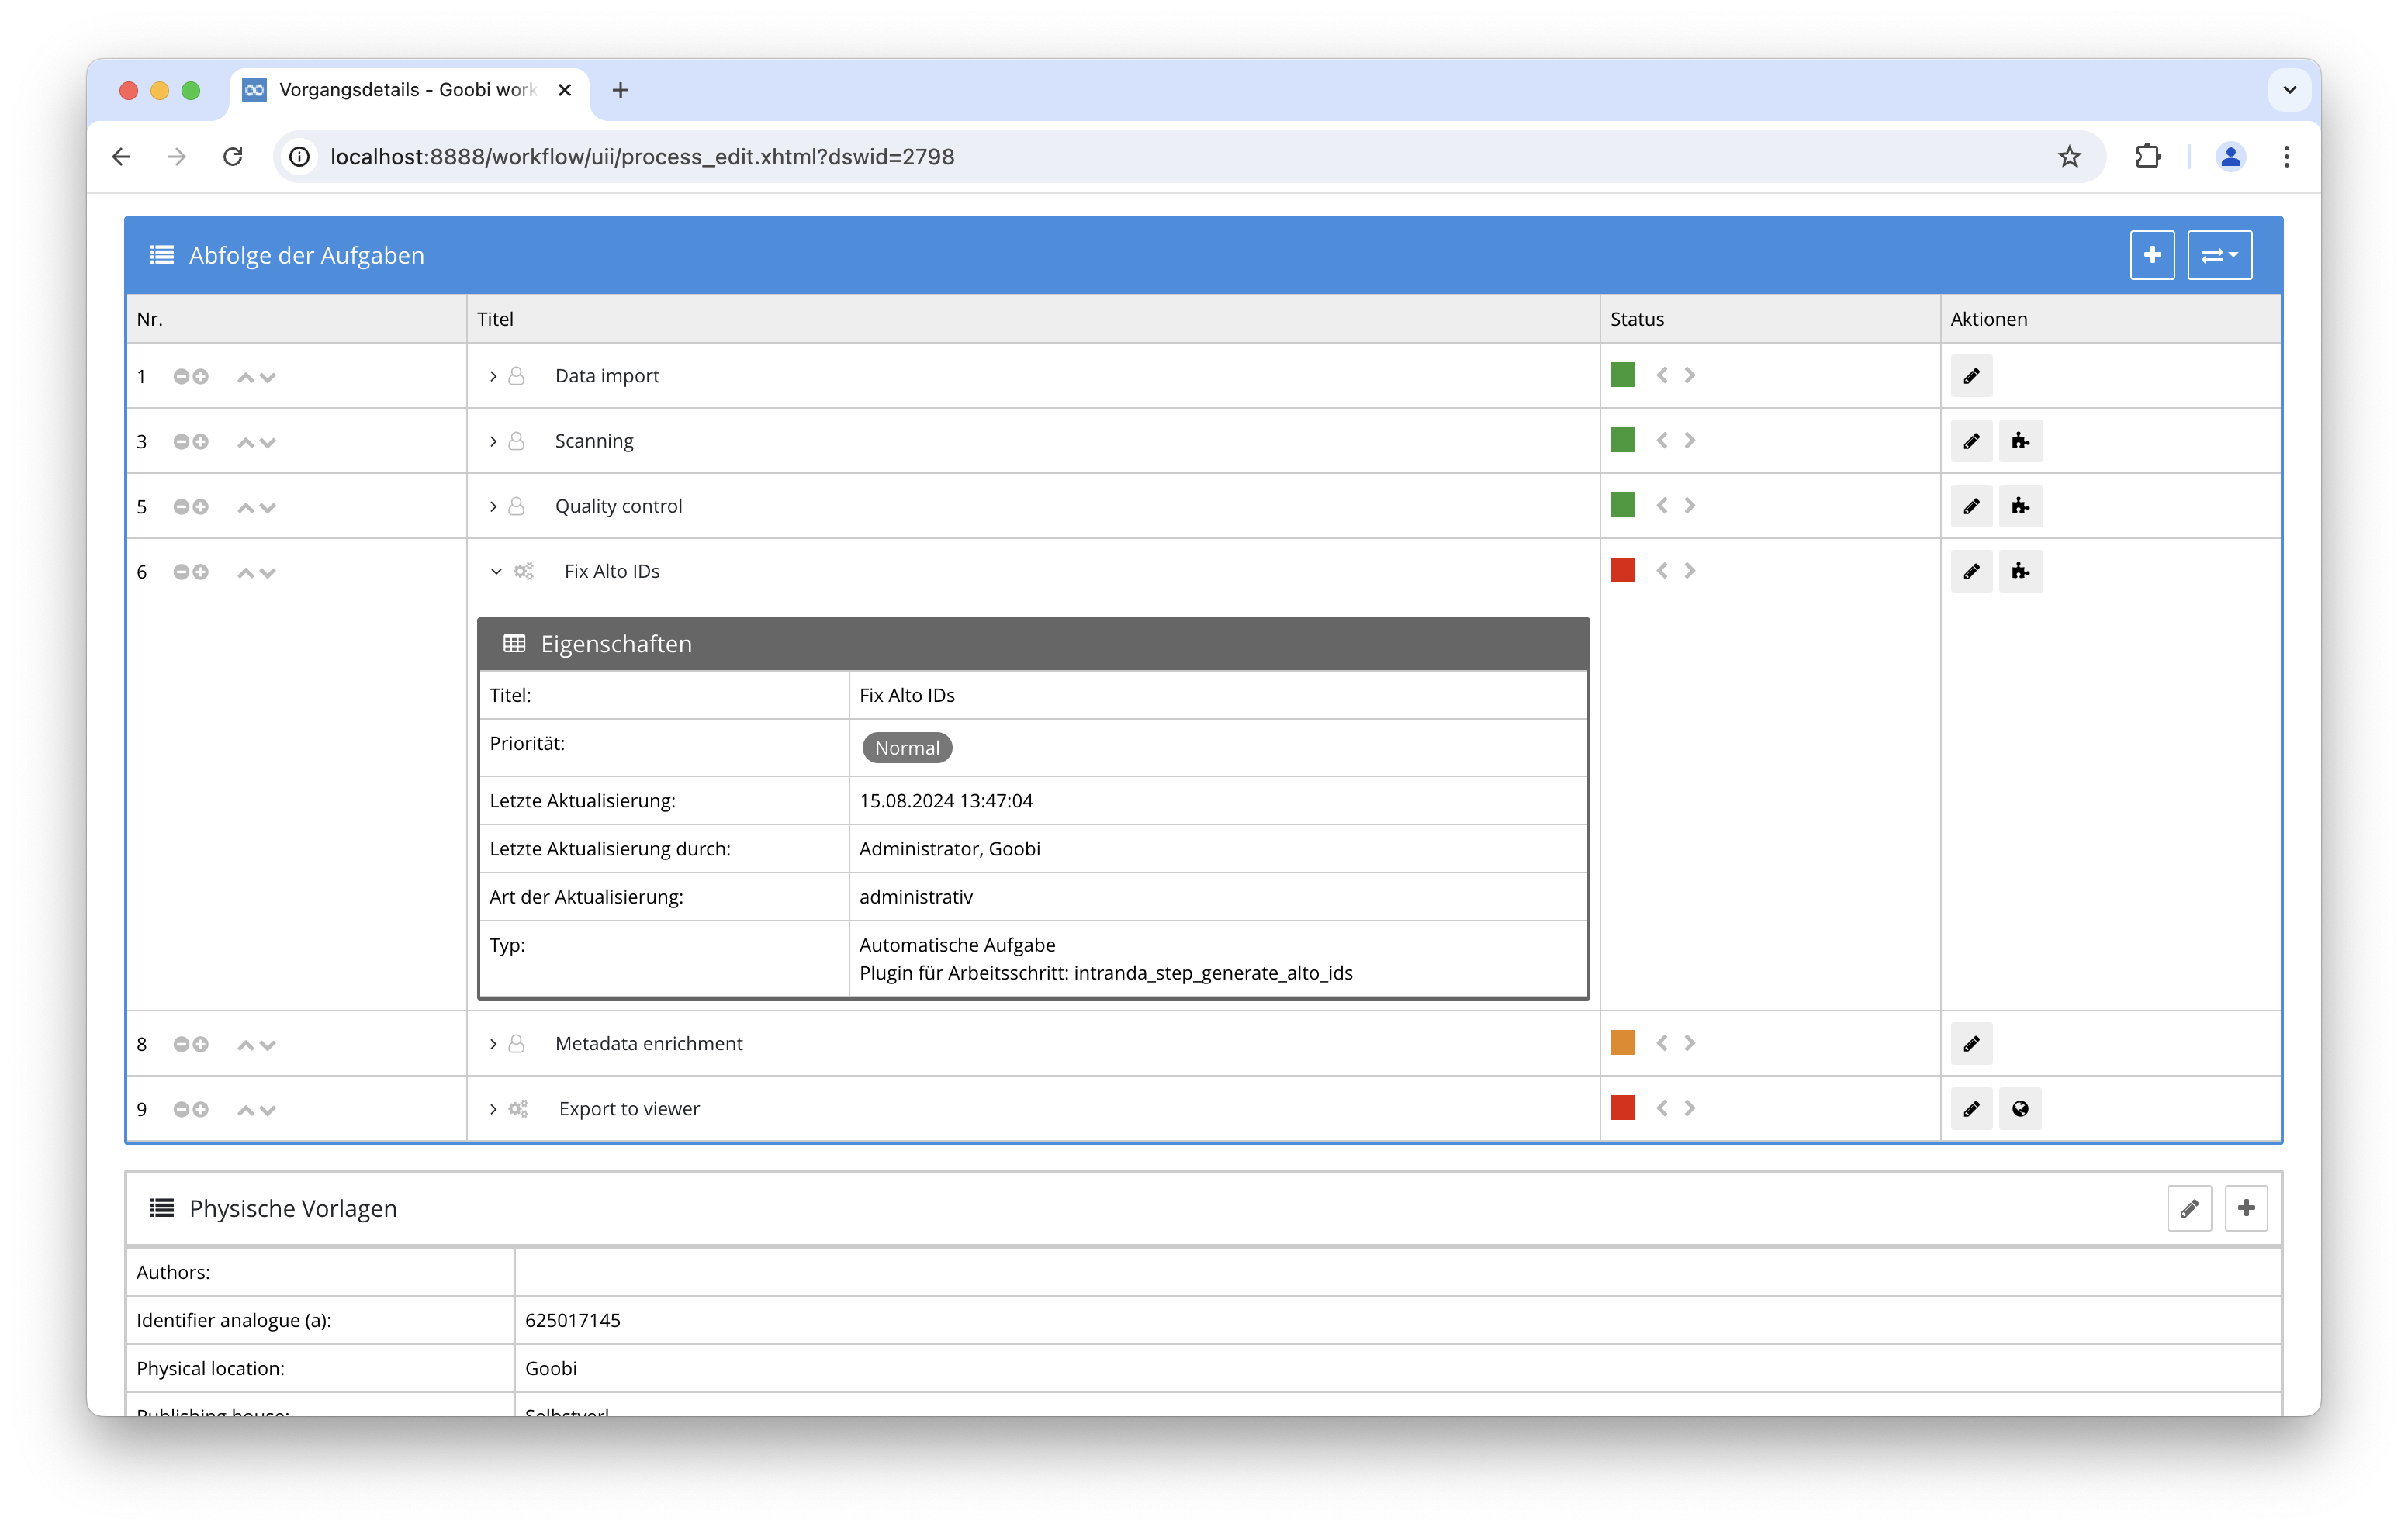 Vorgangsdetails - Goobi work
localhost:8888/workflow/uii/process_edit.xhtml?dswid=2798
Abfolge der Aufgaben
Nr. Titel Status Aktionen
1 Data import
3 Scanning
5 Quality control
6 Fix Alto IDs
Eigenschaften
Titel: Fix Alto IDs
Priorität: Normal
Letzte Aktualisierung: 15.08.2024 13:47:04
Letzte Aktualisierung durch: Administrator, Goobi
Art der Aktualisierung: administrativ
Typ: Automatische Aufgabe
Plugin für Arbeitsschritt: intranda_step_generate_alto_ids
8 Metadata enrichment
9 Export to viewer
Physische Vorlagen
Authors:
Identifier analogue (a): 625017145
Physical location: Goobi
Publishing house: Selbstverl